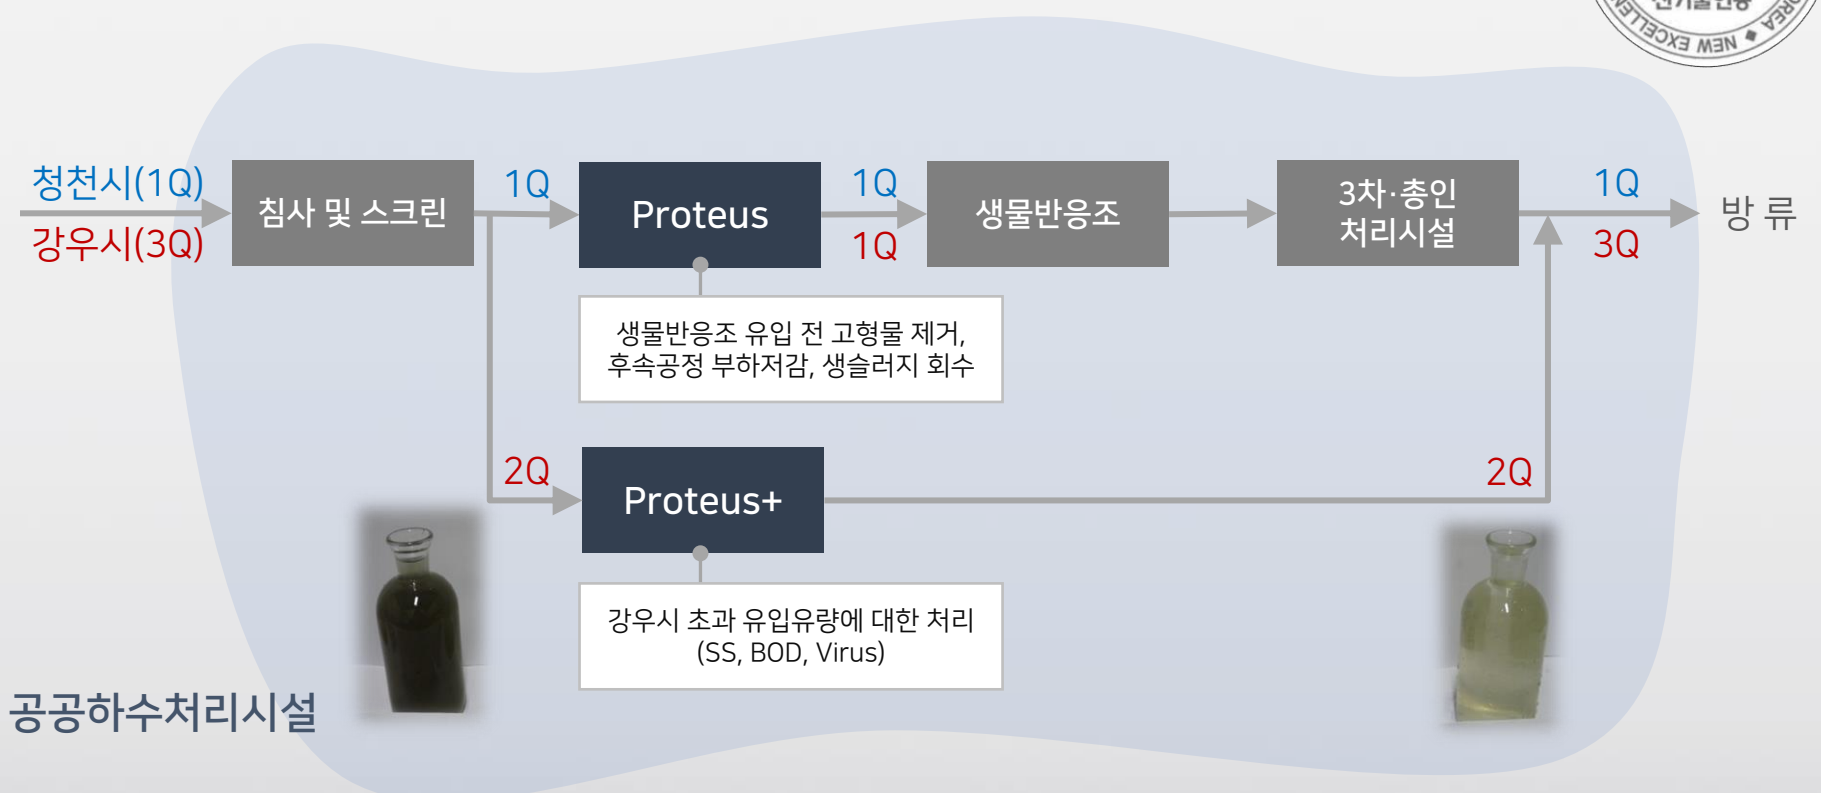 NEW EXCELLEN
청천시(1Q)
강우시(3Q)
침사 및 스크린
1Q
Proteus
1Q
1Q
생물반응조
3차·총인
처리시설
1Q
3Q
방 류
생물반응조 유입 전 고형물 제거,
후속공정 부하저감, 생슬러지 회수
2Q
Proteus+
2Q
강우시 초과 유입유량에 대한 처리
(SS, BOD, Virus)
공공하수처리시설